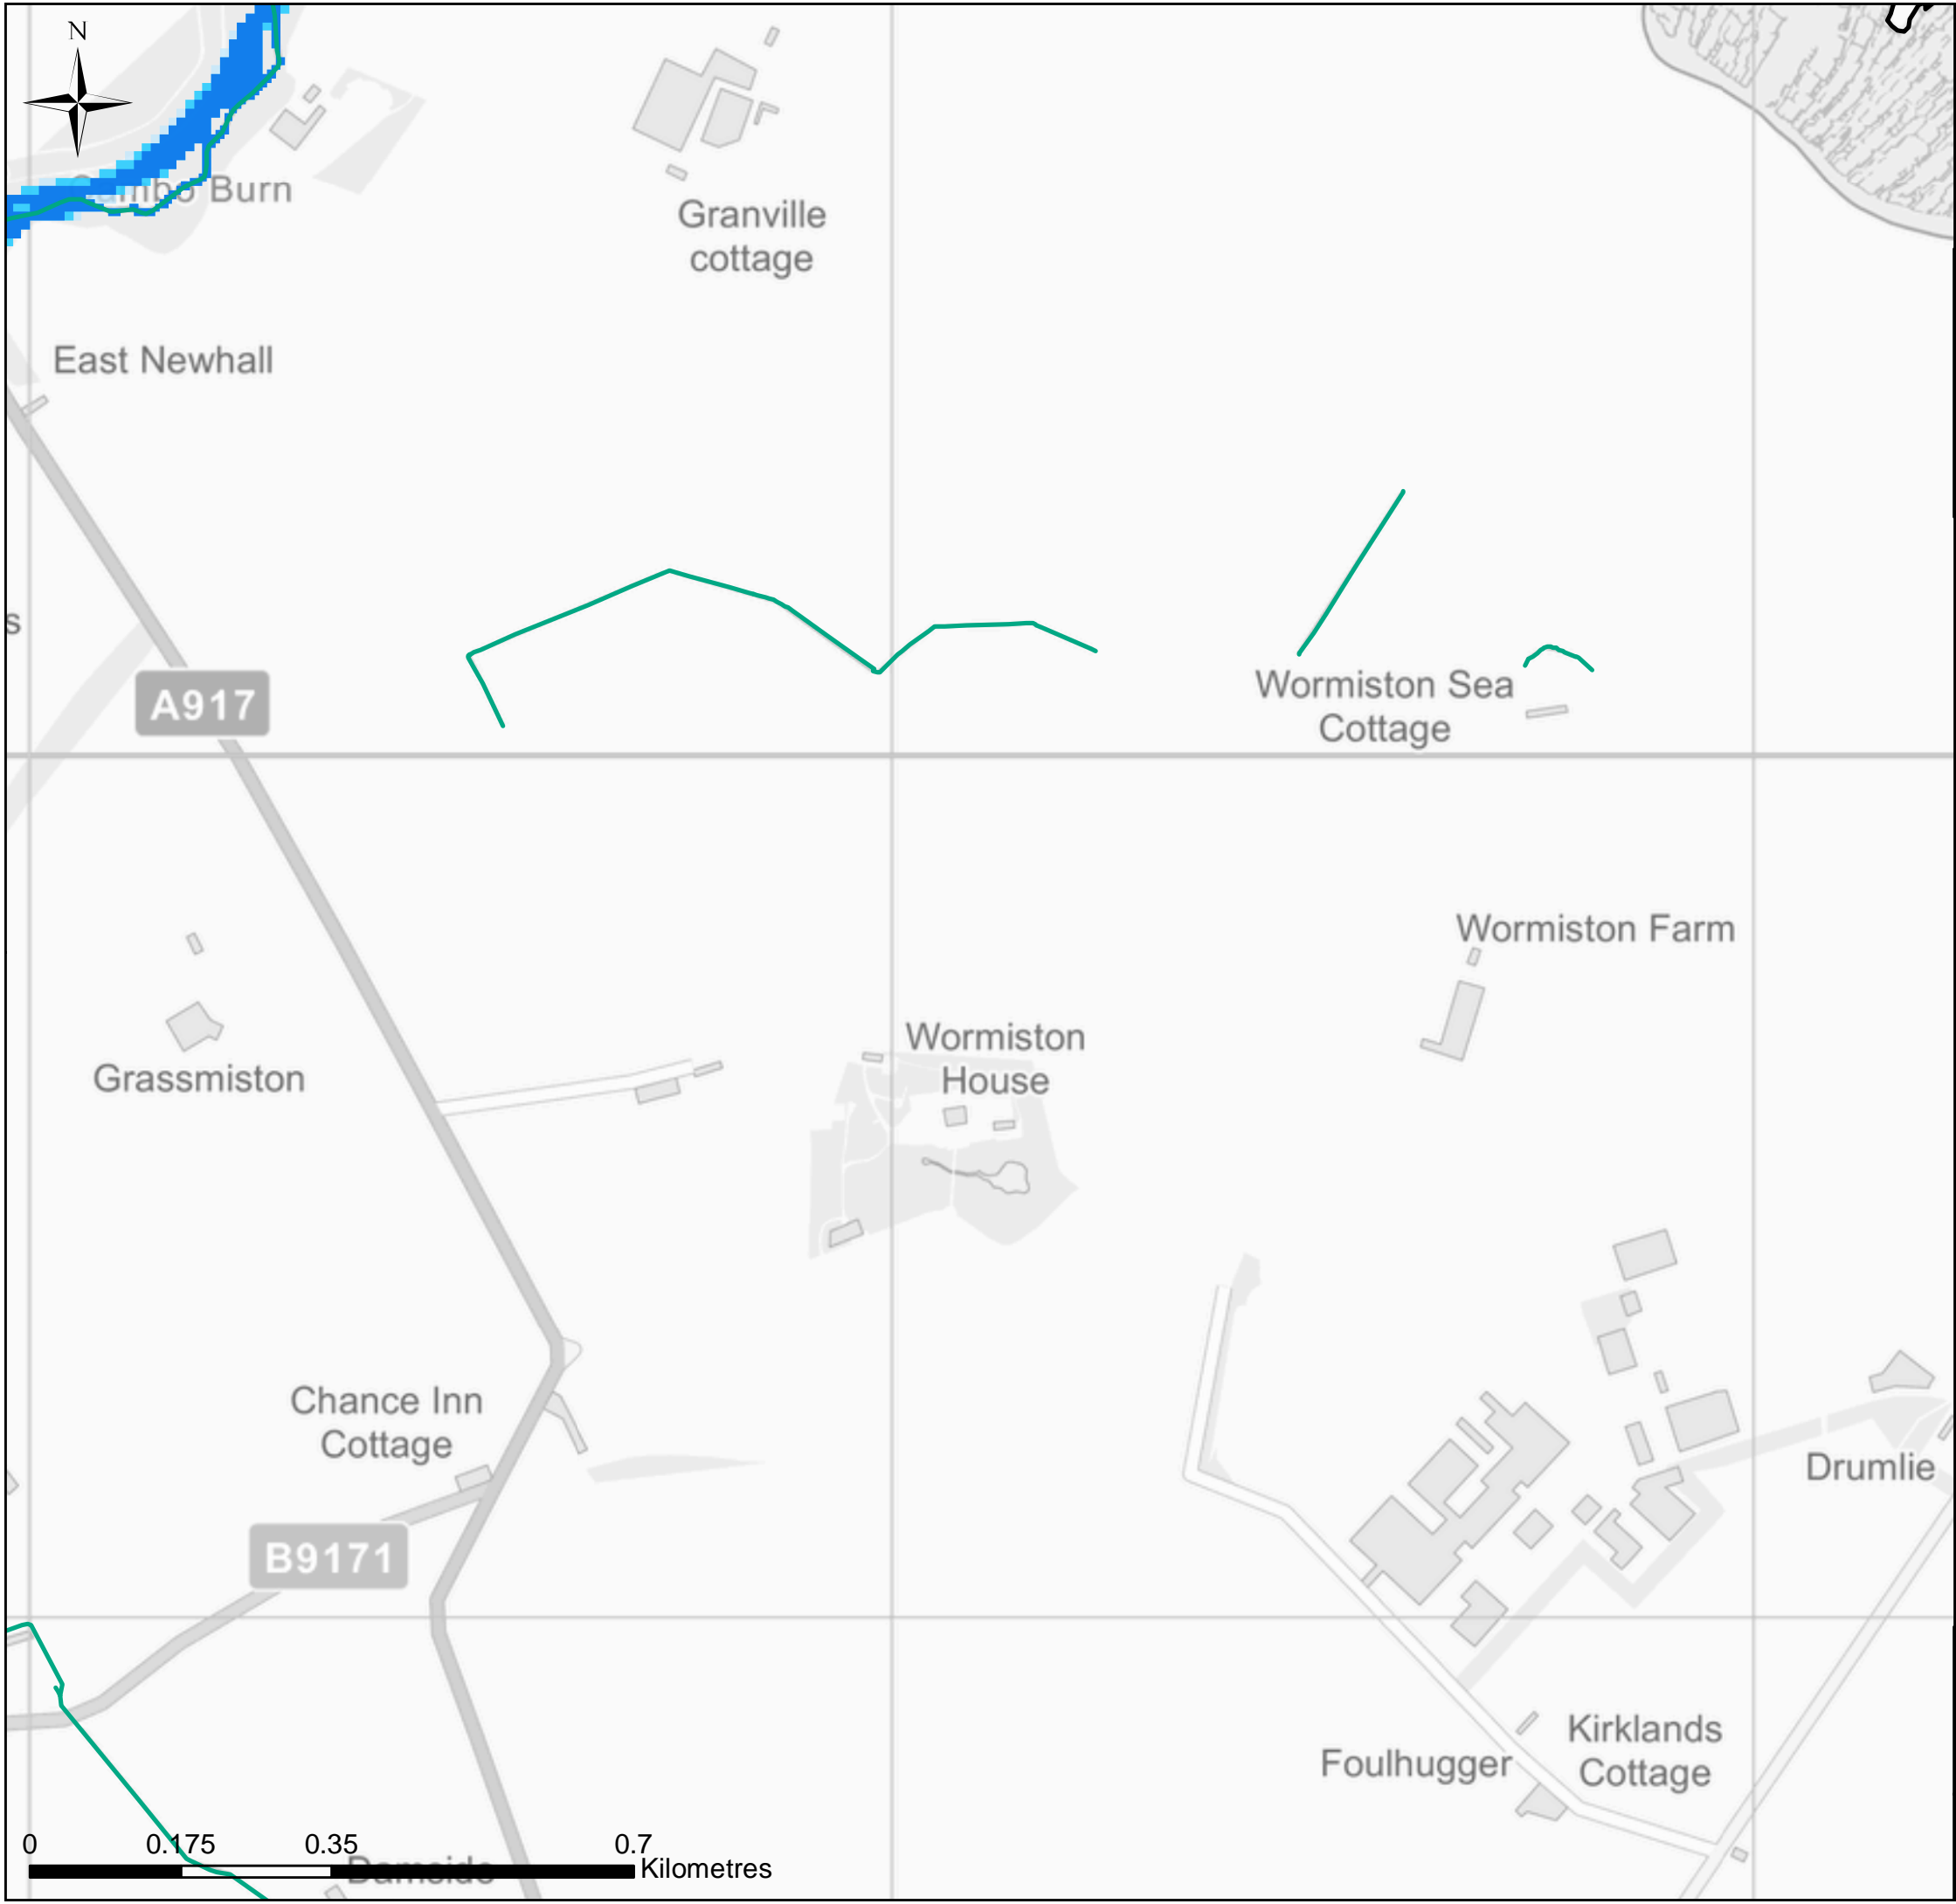 N
Burn
Granville
cottage
East Newhall
s
A917
Wormiston Sea
Cottage
Wormiston Farm
Wormiston
House
Grassmiston
Chance Inn
Cottage
Drumlie
B9171
Kirklands
Cottage
Foulhugger
0 0.175 0.35 0.7
Kilometres
Damside